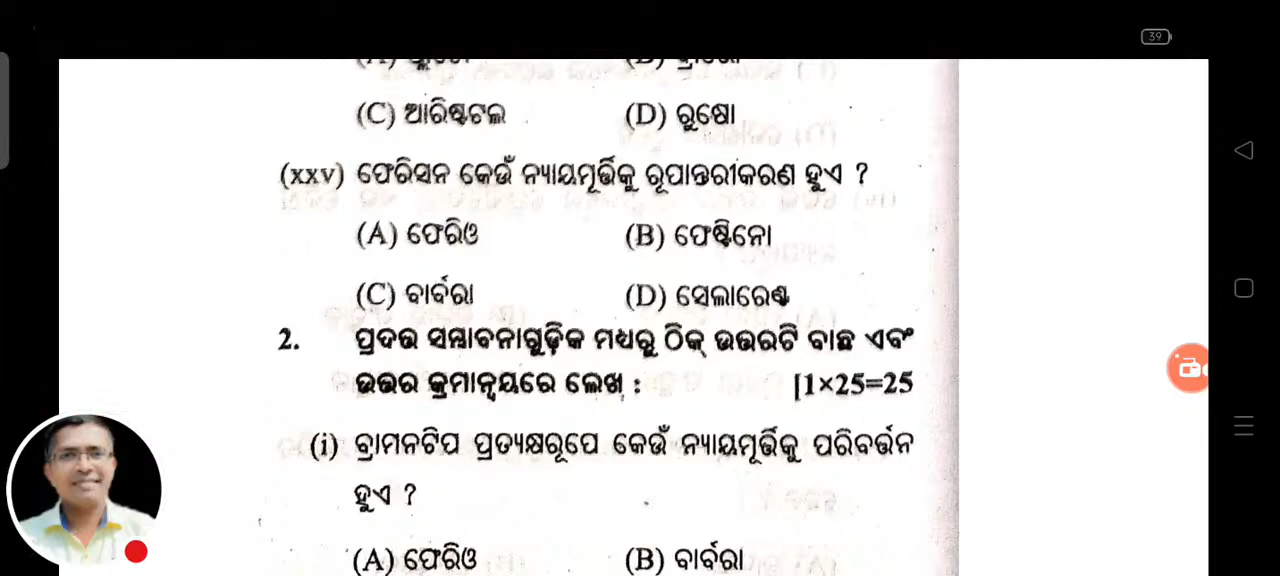 39
(C) ଆରିଷ୍ଟଟଲ (D) ରୁଷୋ
(xxv) ଫେରିସନ କେଉଁ ନ୍ୟାୟମୂର୍ତ୍ତିକୁ ରୂପାନ୍ତରୀକରଣ ହୁଏ ?
(A) ଫେରିଓ (B) ଫେଷ୍ଟିନୋ
(C) ବାର୍ବରା (D) ସେଲାରେଣ୍ଟ
2. ପ୍ରଦତ୍ତ ସମ୍ଭାବନାଗୁଡ଼ିକ ମଧ୍ୟରୁ ଠିକ୍ ଉତ୍ତରଟି ବାଛ ଏବଂ
ଉତ୍ତର କ୍ରମାନ୍ୱୟରେ ଲେଖ : [1×25=25
(i) ବ୍ରାମନଟିପ ପ୍ରତ୍ୟକ୍ଷରୂପେ କେଉଁ ନ୍ୟାୟମୂର୍ତ୍ତିକୁ ପରିବର୍ତ୍ତନ
ହୁଏ ?
(A) ଫେରିଓ (B) ବାର୍ବରା